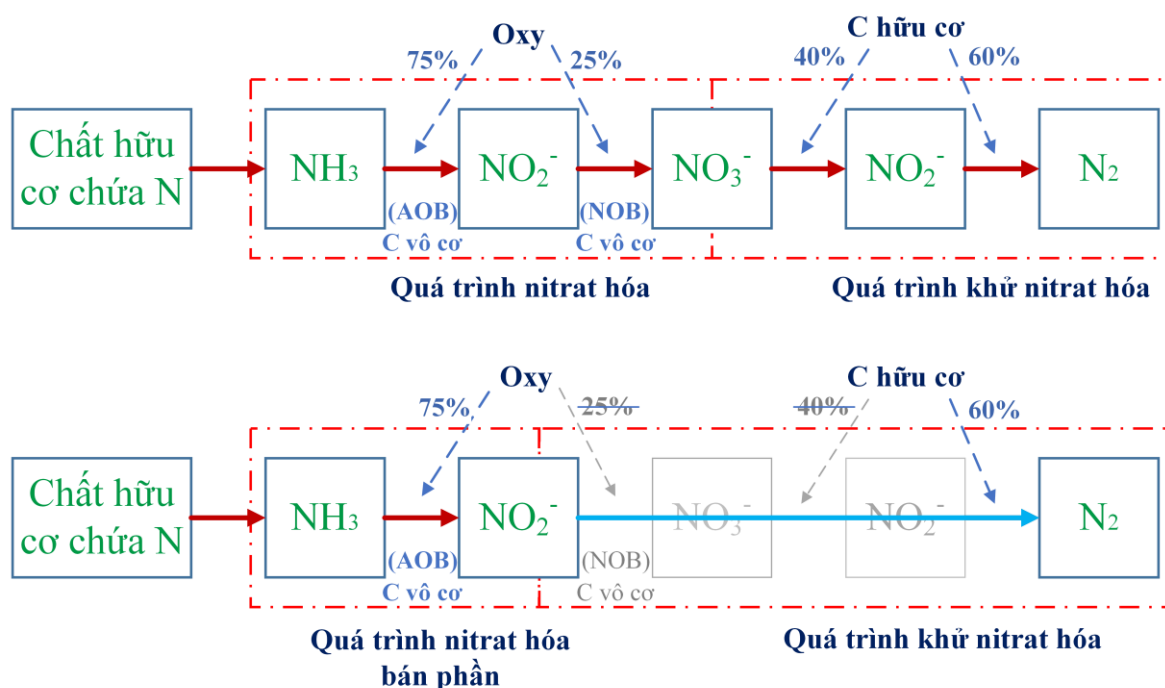 Oxy
C hữu cơ
75%
25%
40%
60%
Chất hữu
cơ chứa N
NH₃
NO₂⁻
NO₃⁻
NO₂⁻
N₂
(AOB)
C vô cơ
(NOB)
C vô cơ
Quá trình nitrat hóa
Quá trình khử nitrat hóa
Oxy
C hữu cơ
75%
25%
40%
60%
Chất hữu
cơ chứa N
NH₃
NO₂⁻
NO₃⁻
NO₂⁻
N₂
(AOB)
C vô cơ
(NOB)
C vô cơ
Quá trình nitrat hóa
bán phần
Quá trình khử nitrat hóa